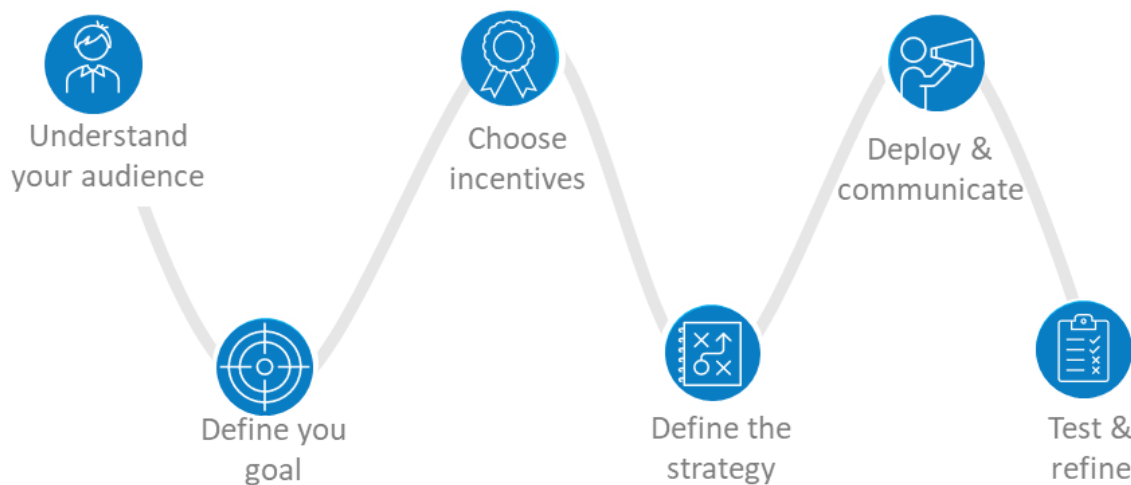 Understand
your audience
Define you
goal
Choose
incentives
Define the
strategy
Deploy &
communicate
Test &
refine